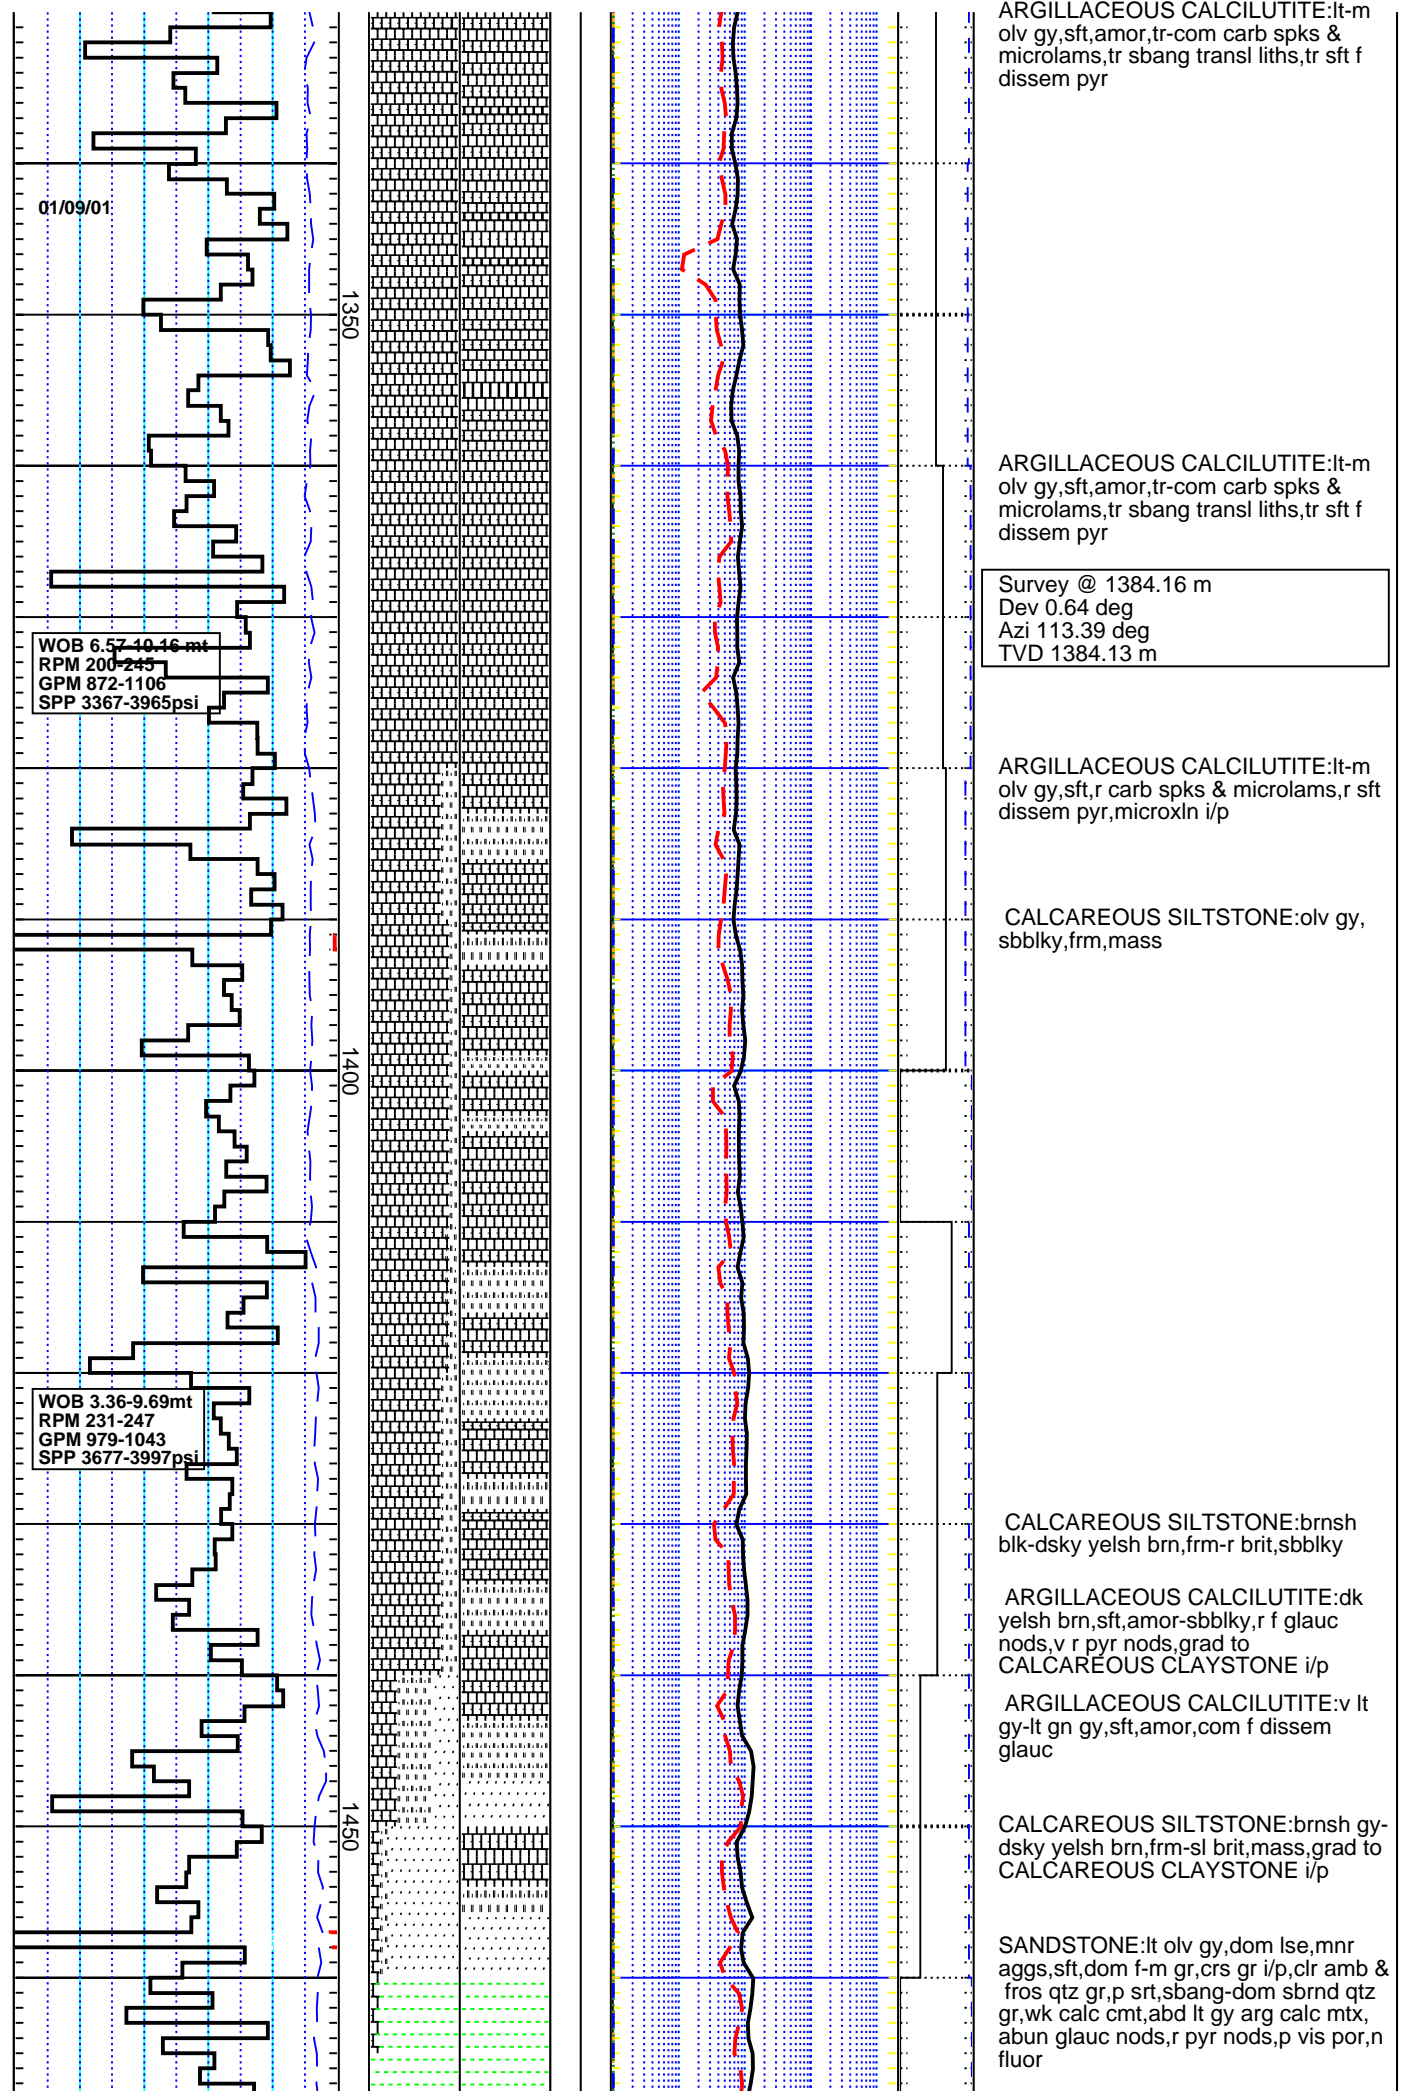 ARGILLACEOUS CALCILUTITE:lt-m
olv gy,sft,amor,tr-com carb spks &
microlams,tr sbang transl liths,tr sft f
dissem pyr
01/09/01
1350
ARGILLACEOUS CALCILUTITE:lt-m
olv gy,sft,amor,tr-com carb spks &
microlams,tr sbang transl liths,tr sft f
dissem pyr
Survey @ 1384.16 m
Dev 0.64 deg
Azi 113.39 deg
TVD 1384.13 m
WOB 6.57-10.16 mt
RPM 200-245
GPM 872-1106
SPP 3367-3965psi
ARGILLACEOUS CALCILUTITE:lt-m
olv gy,sft,r carb spks & microlams,r sft
dissem pyr,microxln i/p
CALCAREOUS SILTSTONE:olv gy,
sbblky,frm,mass
1400
WOB 3.36-9.69mt
RPM 231-247
GPM 979-1043
SPP 3677-3997psi
CALCAREOUS SILTSTONE:brnsh
blk-dsky yelsh brn,frm-r brit,sbblky
ARGILLACEOUS CALCILUTITE:dk
yelsh brn,sft,amor-sbblky,r f glauc
nods,v r pyr nods,grad to
CALCAREOUS CLAYSTONE i/p
ARGILLACEOUS CALCILUTITE:v lt
gy-lt gn gy,sft,amor,com f dissem
glauc
1450
CALCAREOUS SILTSTONE:brnsh gy-
dsky yelsh brn,frm-sl brit,mass,grad to
CALCAREOUS CLAYSTONE i/p
SANDSTONE:lt olv gy,dom lse,mnr
aggs,sft,dom f-m gr,crs gr i/p,clr amb &
fros qtz gr,p srt,sbang-dom sbrnd qtz
gr,wk calc cmt,abd lt gy arg calc mtx,
abun glauc nods,r pyr nods,p vis por,n
fluor